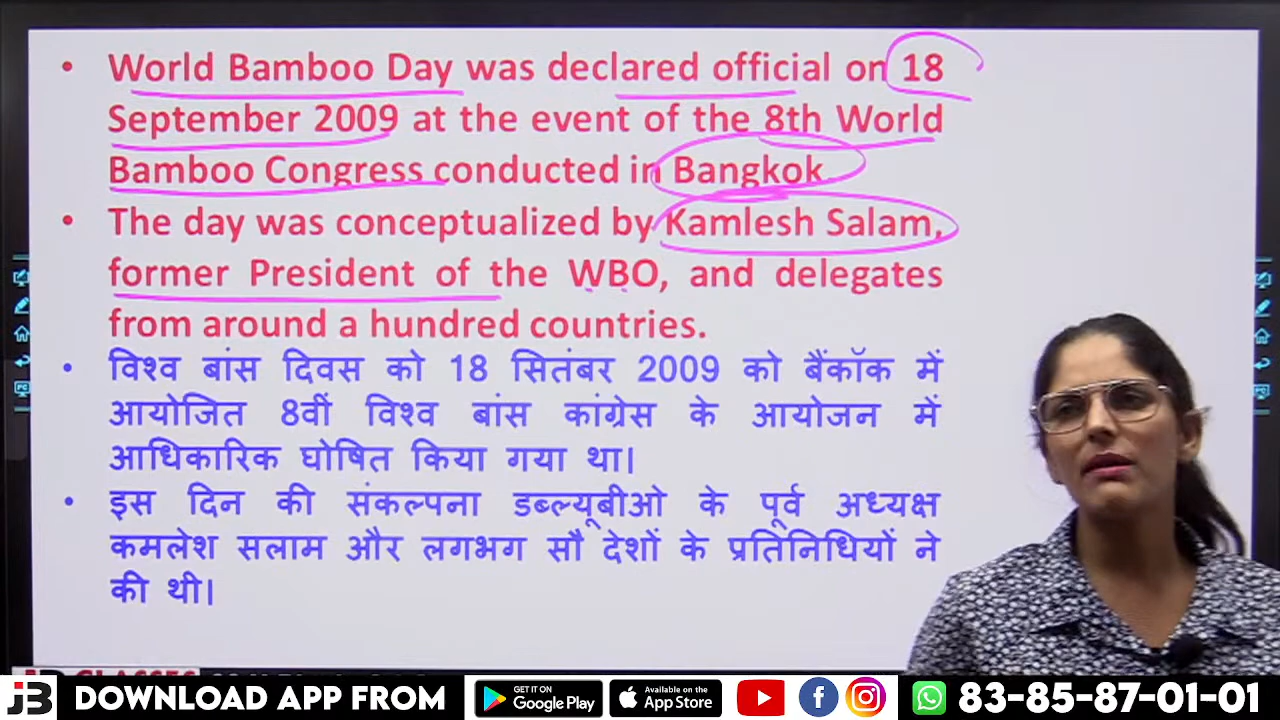 • World Bamboo Day was declared official on 18
September 2009 at the event of the 8th World
Bamboo Congress conducted in Bangkok
• The day was conceptualized by Kamlesh Salam,
former President of the WBO, and delegates
from around a hundred countries.
• विश्व बांस दिवस को 18 सितंबर 2009 को बैंकॉक में
आयोजित 8वीं विश्व बांस कांग्रेस के आयोजन में
आधिकारिक घोषित किया गया था।
• इस दिन की संकल्पना डब्ल्यूबीओ के पूर्व अध्यक्ष
कमलेश सलाम और लगभग सौ देशों के प्रतिनिधियों ने
की थी।
JB DOWNLOAD APP FROM GET IT ON Google Play Available on the App Store 83-85-87-01-01